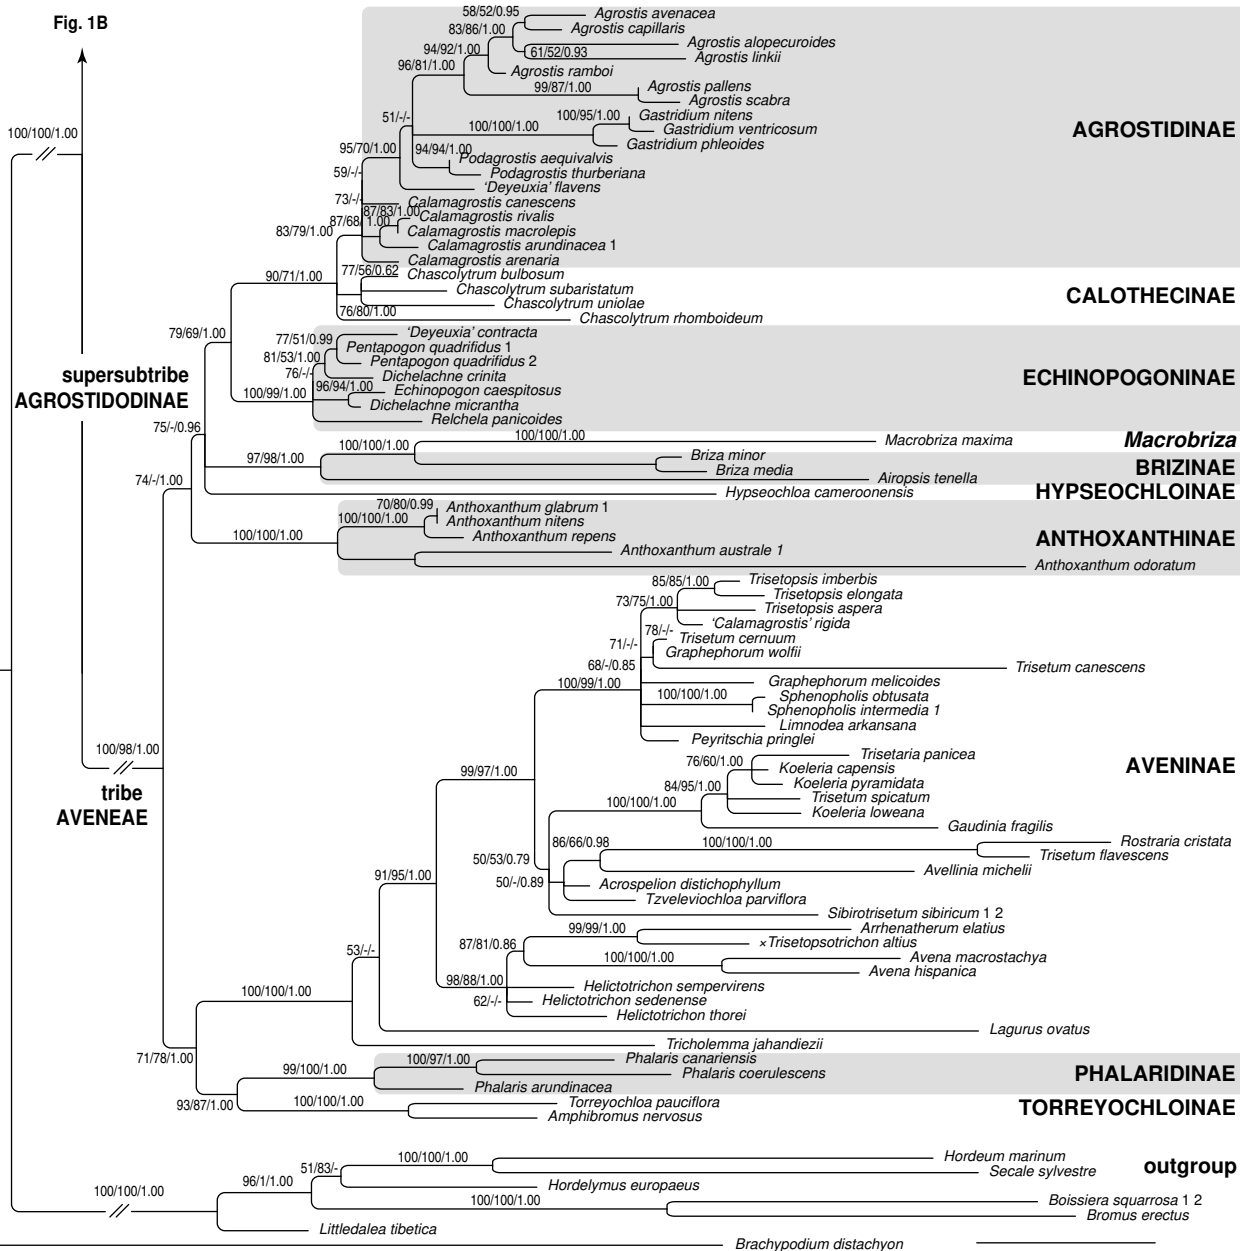 Fig. 1B
58/52/0.95
Agrostis avenacea
83/86/1.00
Agrostis capillaris
94/92/1.00
Agrostis alopecuroides
61/52/0.93
Agrostis linkii
96/81/1.00
Agrostis ramboi
99/87/1.00
Agrostis pallens
Agrostis scabra
51/-/-
100/95/1.00
Gastridium nitens
100/100/1.00
Gastridium ventricosum
Gastridium phleoides
AGROSTIDINAE
100/100/1.00
95/70/1.00
94/94/1.00
Podagrostis aequivalvis
Podagrostis thurberiana
59/-/-
'Deyeuxia' flavens
73/-/-
Calamagrostis canescens
87/83/1.00
Calamagrostis rivalis
87/68/1.00
Calamagrostis macrolepis
83/79/1.00
Calamagrostis arundinacea 1
Calamagrostis arenaria
90/71/1.00
77/56/0.62
Chascolytrum bulbosum
Chascolytrum subaristatum
CALOTHECINAE
Chascolytrum uniolae
76/80/1.00
Chascolytrum rhomboideum
79/69/1.00
'Deyeuxia' contracta
77/51/0.99
Pentapogon quadrifidus 1
81/53/1.00
Pentapogon quadrifidus 2
76/-/-
Dichelachne crinita
ECHINOPOGONINAE
96/94/1.00
Echinopogon caespitosus
100/99/1.00
Dichelachne micrantha
Relchela panicoides
supersubtribe
AGROSTIDODINAE
75/-/0.96
100/100/1.00
Macrobriza maxima
Macrobriza
100/100/1.00
Briza minor
97/98/1.00
Briza media
BRIZINAE
Airopsis tenella
74/-/1.00
Hypseochloa cameroonensis
HYPSEOCHLOINAE
70/80/0.99
Anthoxanthum glabrum 1
100/100/1.00
Anthoxanthum nitens
100/100/1.00
Anthoxanthum repens
ANTHOXANTHINAE
Anthoxanthum australe 1
Anthoxanthum odoratum
85/85/1.00
Trisetopsis imberbis
Trisetopsis elongata
73/75/1.00
Trisetopsis aspera
'Calamagrostis' rigida
78/-/-
Trisetum cernuum
71/-/-
Graphephorum wolfii
68/-/0.85
Trisetum canescens
100/99/1.00
Graphephorum melicoides
100/100/1.00
Sphenopholis obtusata
Sphenopholis intermedia 1
Limnodea arkansana
Peyritschia pringlei
100/98/1.00
tribe
AVENEAE
99/97/1.00
76/60/1.00
Trisetaria panicea
Koeleria capensis
AVENINAE
84/95/1.00
Koeleria pyramidata
100/100/1.00
Trisetum spicatum
Koeleria loweana
Gaudinia fragilis
86/66/0.98
100/100/1.00
Rostraria cristata
Trisetum flavescens
50/53/0.79
Avellinia michelii
50/-/0.89
Acrospelion distichophyllum
Tzveleviochloa parviflora
91/95/1.00
Sibirotrisetum sibiricum 1 2
99/99/1.00
Arrhenatherum elatius
87/81/0.86
×Trisetopsotrichon altius
53/-/-
100/100/1.00
Avena macrostachya
Avena hispanica
98/88/1.00
Helictotrichon sempervirens
62/-/-
Helictotrichon sedenense
Helictotrichon thorei
100/100/1.00
Lagurus ovatus
Tricholemma jahandiezii
71/78/1.00
100/97/1.00
Phalaris canariensis
99/100/1.00
Phalaris coerulescens
PHALARIDINAE
Phalaris arundinacea
93/87/1.00
100/100/1.00
Torreyochloa pauciflora
TORREYOCHLOINAE
Amphibromus nervosus
100/100/1.00
Hordeum marinum
51/83/-
Secale sylvestre
outgroup
96/1/1.00
Hordelymus europaeus
100/100/1.00
100/100/1.00
Boissiera squarrosa 1 2
Bromus erectus
Littledalea tibetica
Brachypodium distachyon